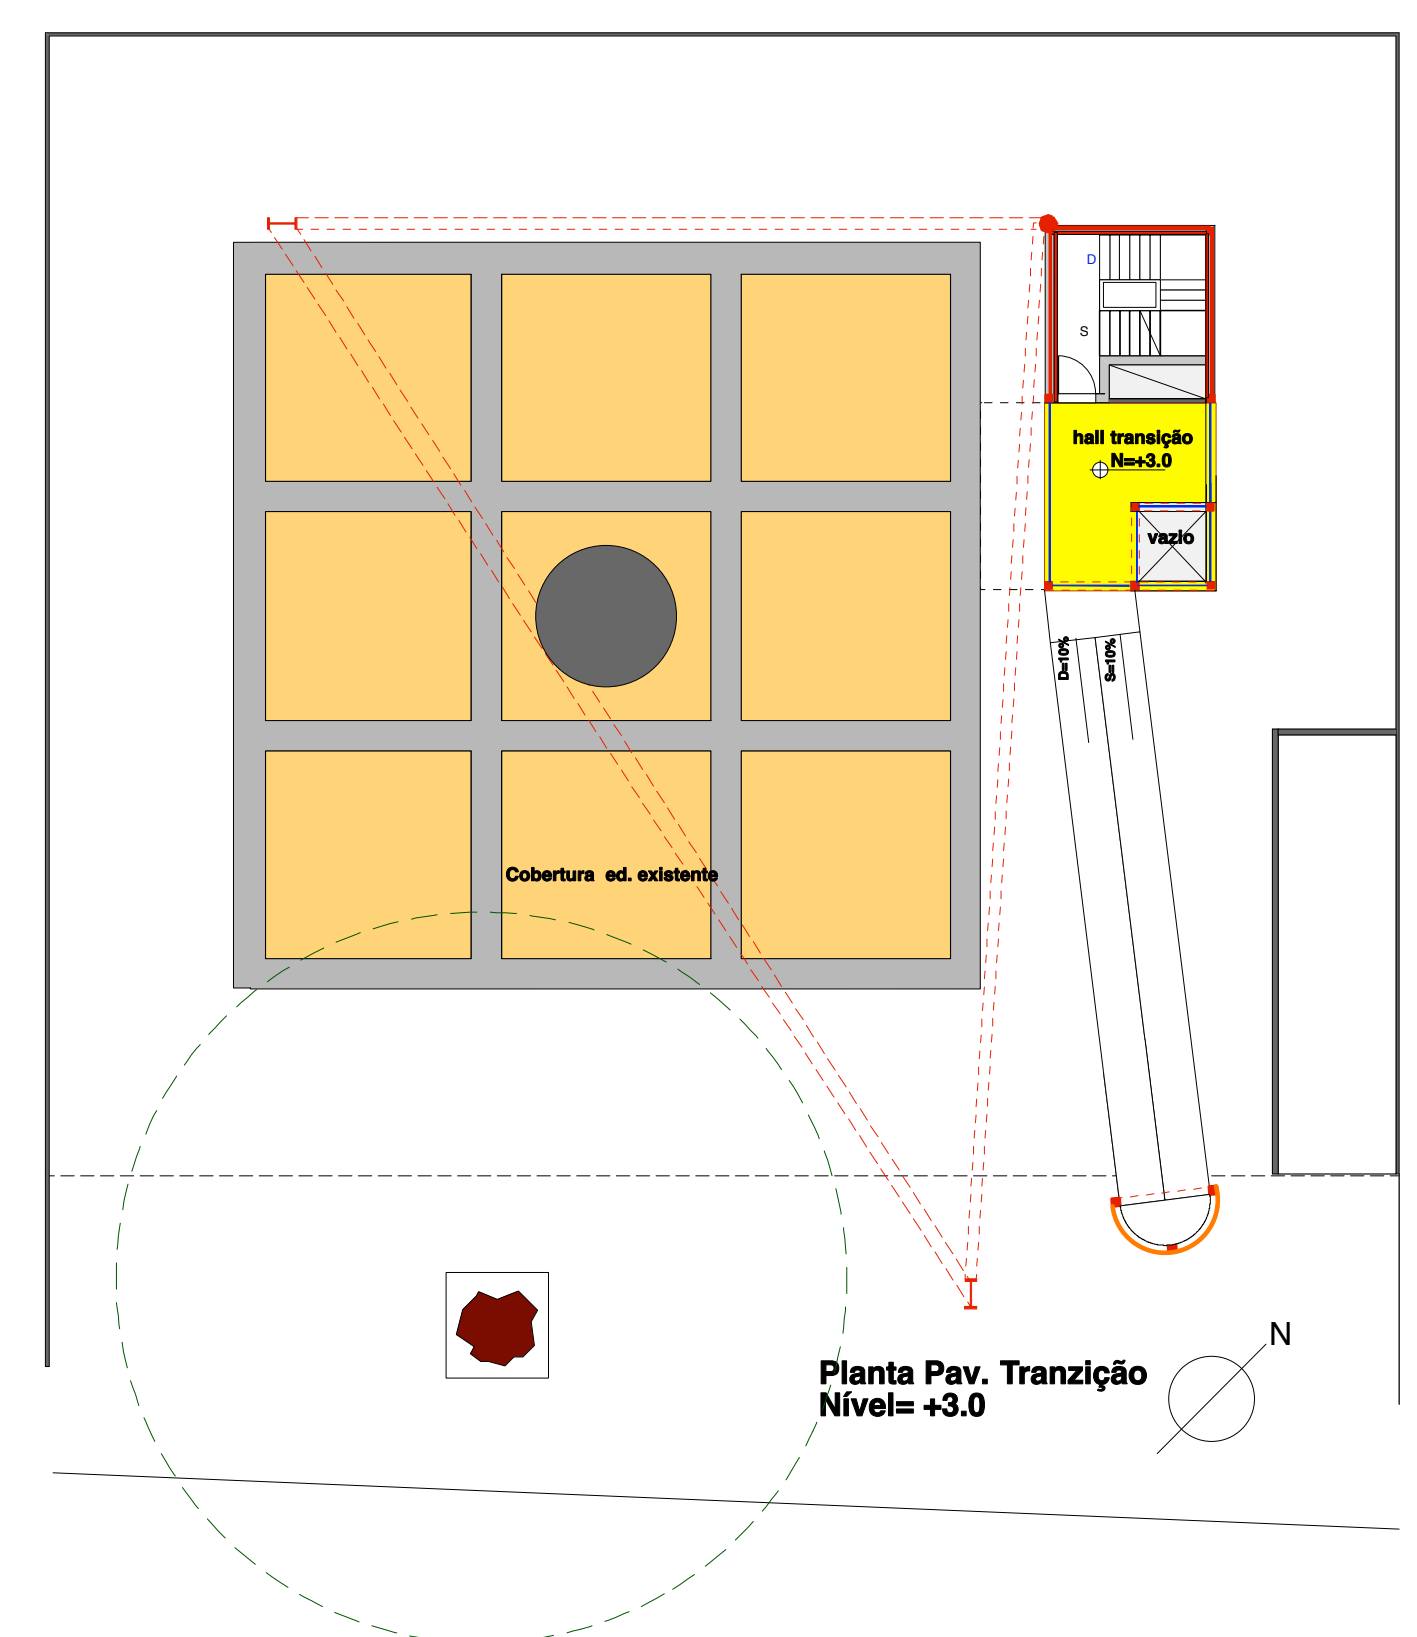 D
S
hall transição
N=+3.0
vazio
D=10%
S=10%
Cobertura ed. existente
N
Planta Pav. Tranzição
Nível= +3.0